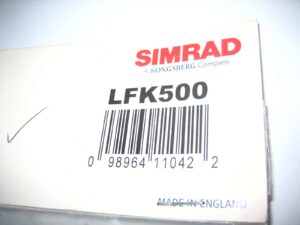 SIMRAD
A KONGSBERG Company
LFK500
0 98964 11042 2
MADE IN ENGLAND